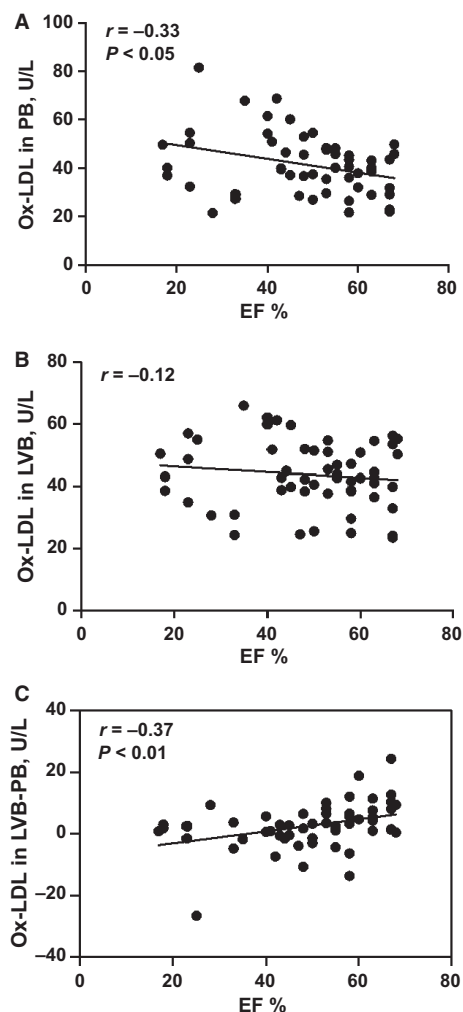 A
r = –0.33
P < 0.05
Ox-LDL in PB, U/L
100
80
60
40
20
0
0 20 40 60 80
EF %
B
r = –0.12
Ox-LDL in LVB, U/L
80
60
40
20
0
0 20 40 60 80
EF %
C
r = –0.37
P < 0.01
Ox-LDL in LVB-PB, U/L
40
20
0
–20
–40
0 20 40 60 80
EF %